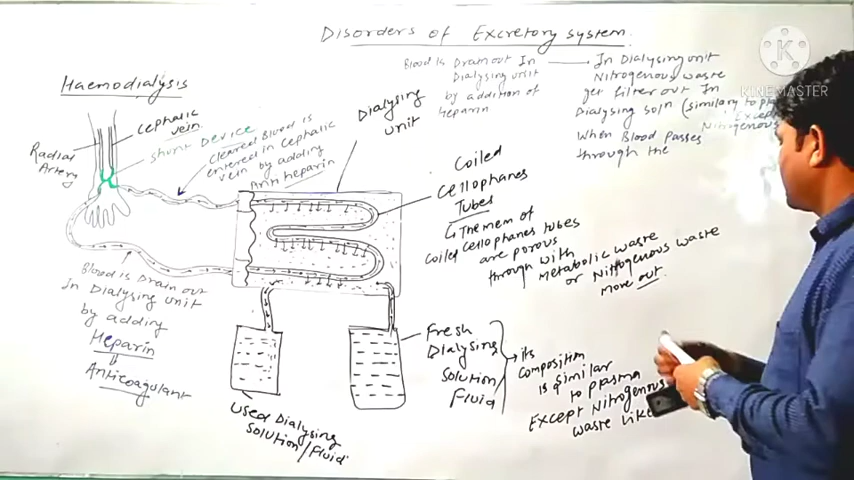 Disorders of Excretory system.
Haemodialysis
Cephalic
vein.
Radial
Artery
Shunt Device
Cleared Blood is
entered in Cephalic
vein by adding
Anti Heparin
Dialysing
unit
Blood is Drain out In
Dialysing unit
by addition of
Heparin
In Dialysing unit
Nitrogenous waste
get filter out In
Dialysing soln (similary to
Nitrogenous
When Blood Passes
through the
KINEMASTER
Coiled
Cellophanes
Tubes
The mem of
Coiled Cellophanes tubes
are porous
through with
metabolic waste
or Nitrogenous waste
move out.
Blood is Drain out
in Dialysing unit
by adding
Heparin
Anticoagulant
Used Dialysing
Solution/Fluid
Fresh
Dialysing
Solution
Fluid
its
composition
is similar
to plasma
Except Nitrogenous
waste Like